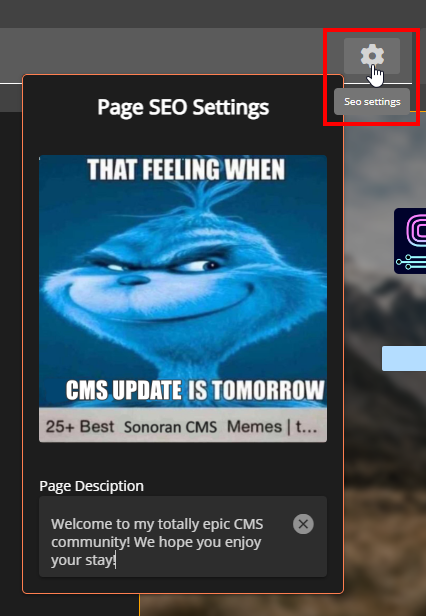 Seo settings
Page SEO Settings
THAT FEELING WHEN
CMS UPDATE IS TOMORROW
25+ Best Sonoran CMS Memes | t...
Page Desciption
Welcome to my totally epic CMS
community! We hope you enjoy
your stay!